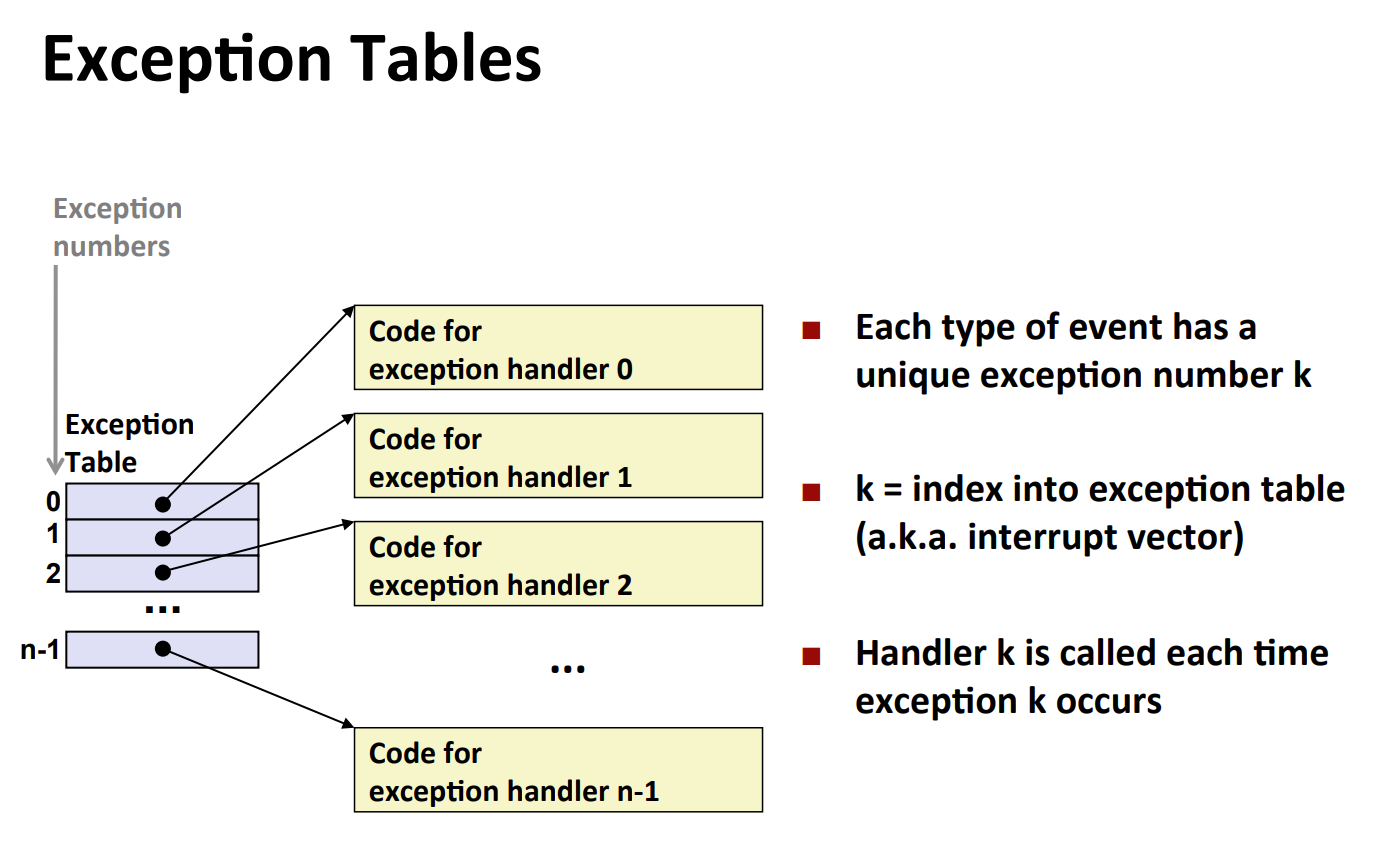 Exception Tables
Exception
numbers
Exception
Table
0
1
2
...
n-1
Code for
exception handler 0
Code for
exception handler 1
Code for
exception handler 2
...
Code for
exception handler n-1
Each type of event has a
unique exception number k
k = index into exception table
(a.k.a. interrupt vector)
Handler k is called each time
exception k occurs